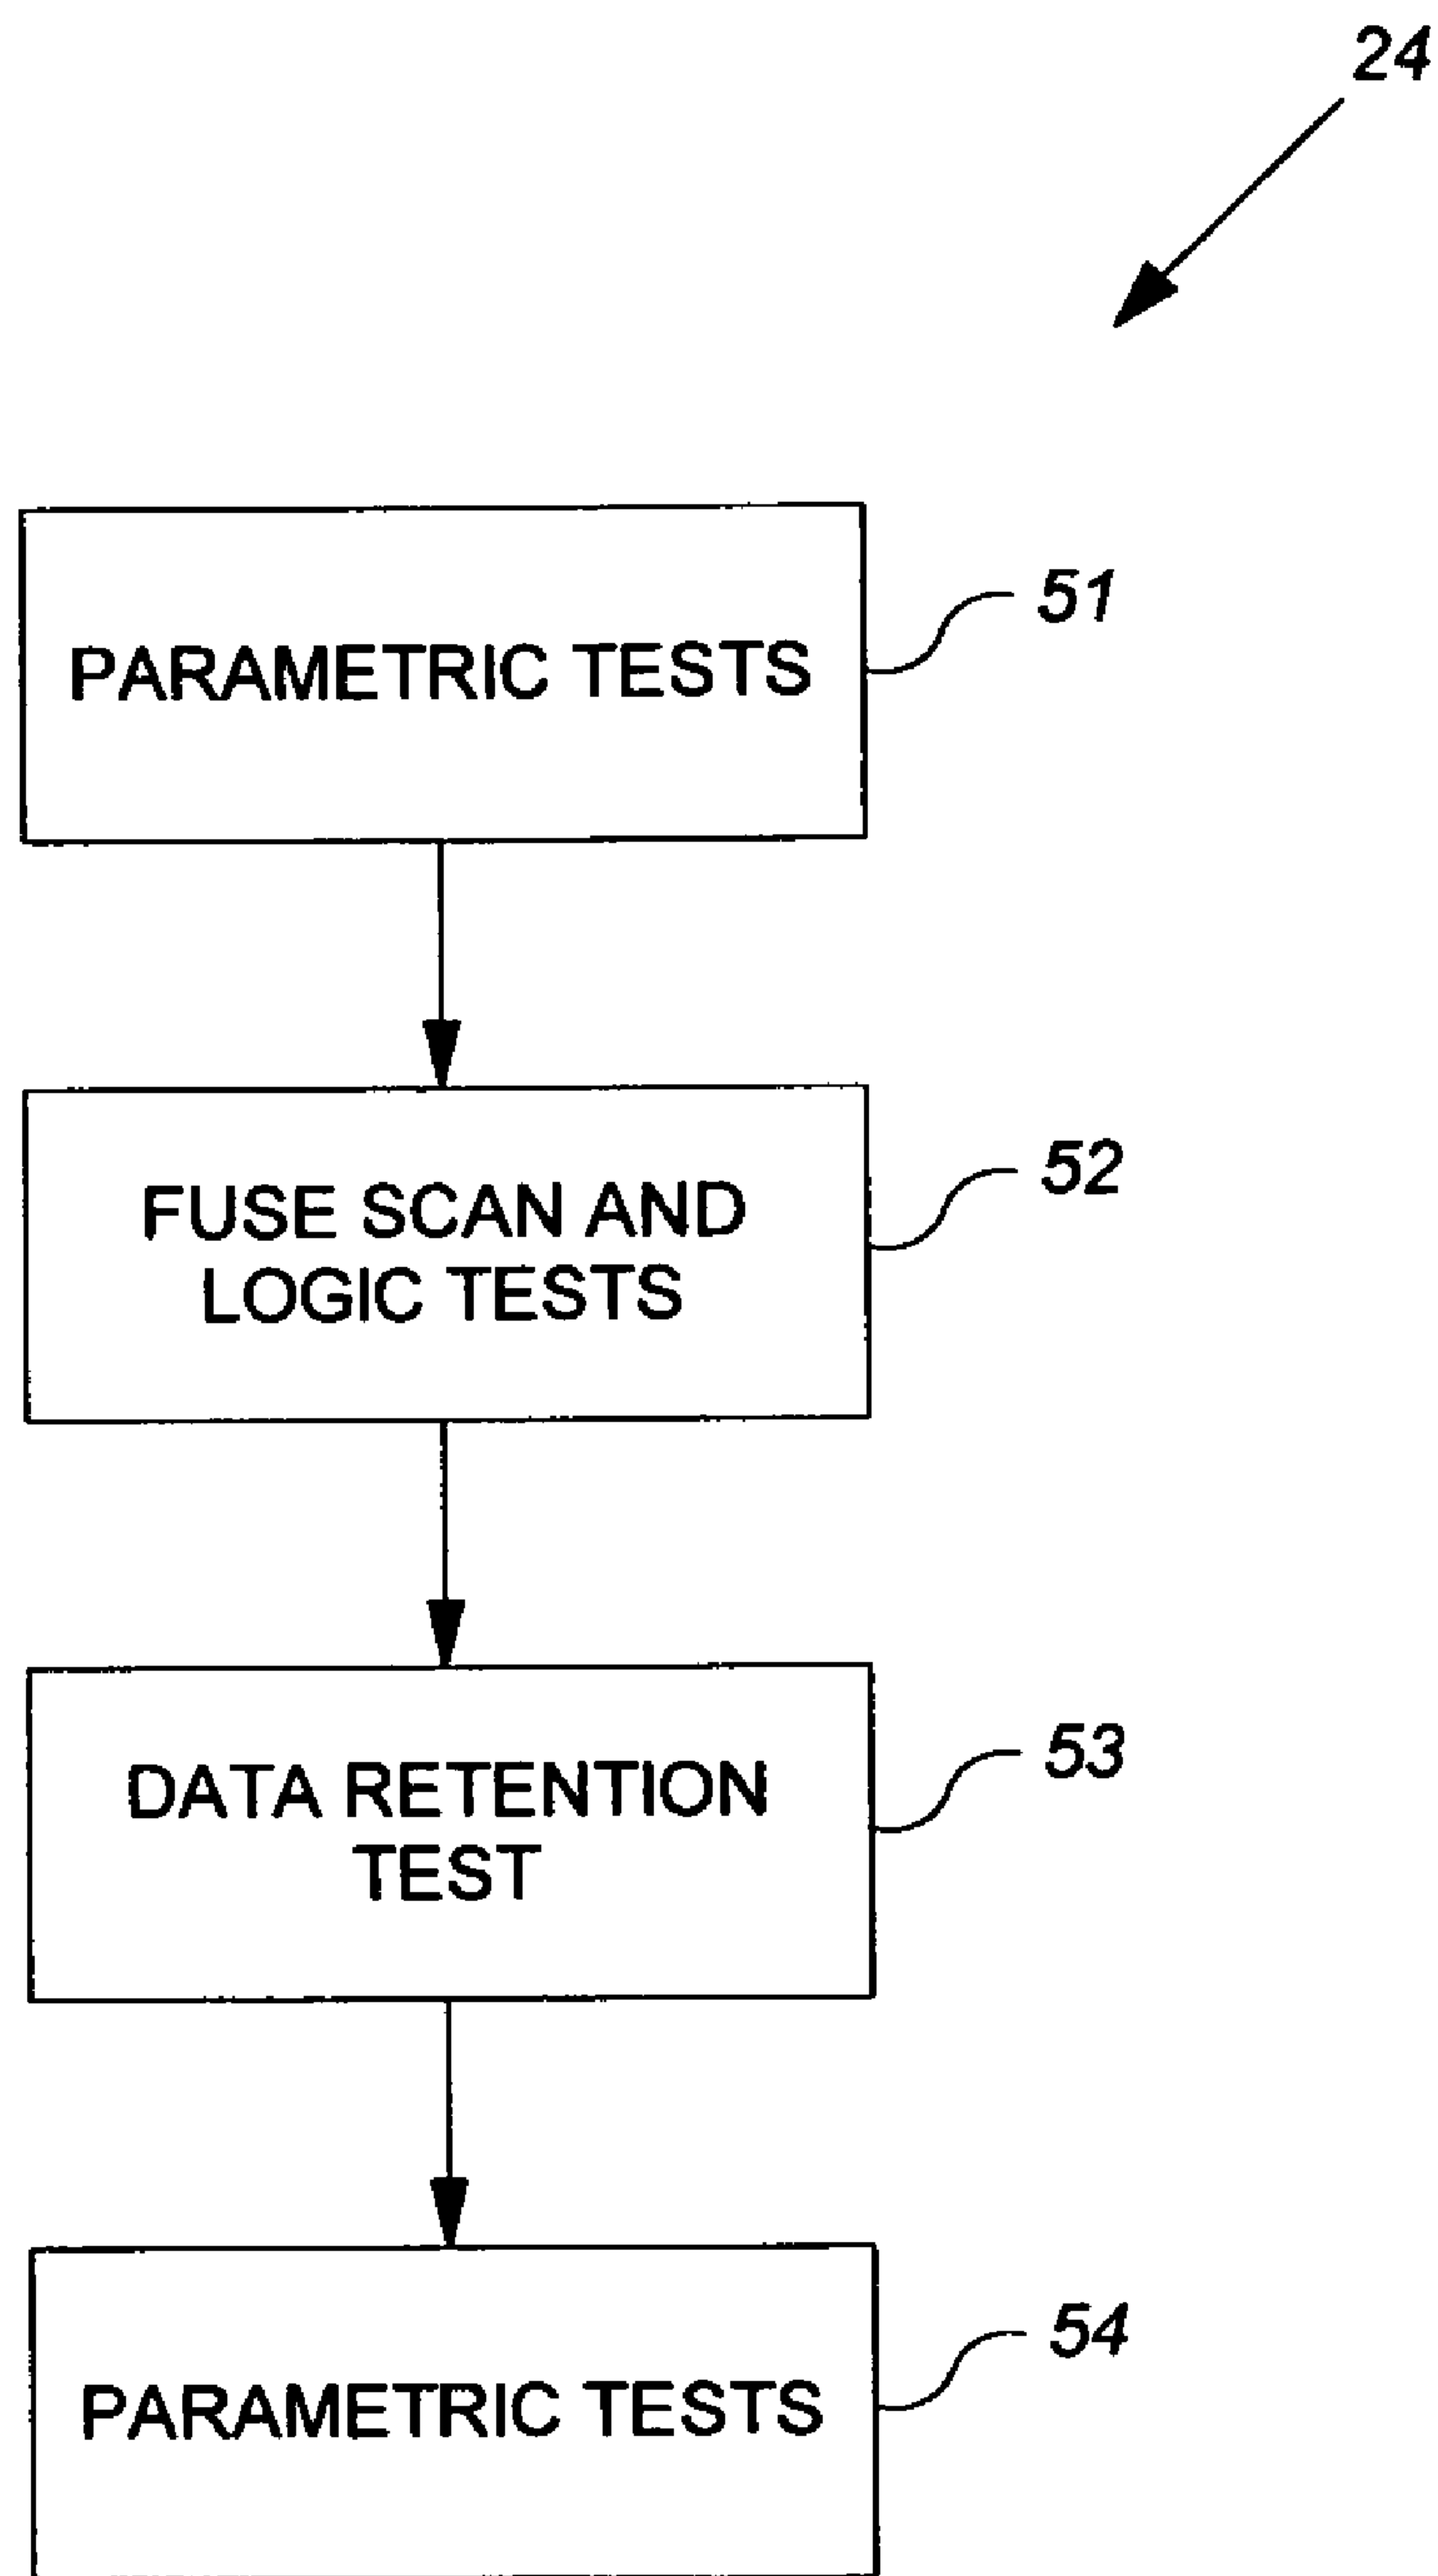 24
PARAMETRIC TESTS
51
FUSE SCAN AND
LOGIC TESTS
52
DATA RETENTION
TEST
53
PARAMETRIC TESTS
54